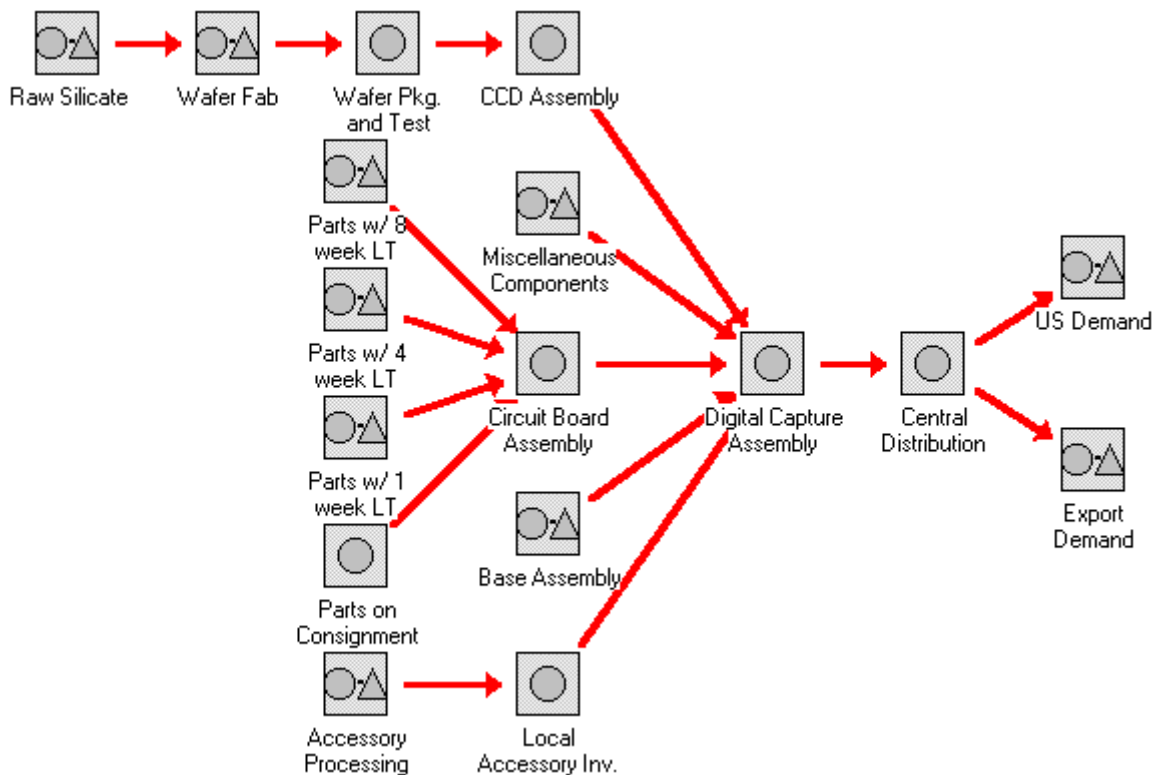 Raw Silicate
Wafer Fab
Wafer Pkg.
and Test
CCD Assembly
Parts w/ 8
week LT
Miscellaneous
Components
US Demand
Parts w/ 4
week LT
Circuit Board
Assembly
Digital Capture
Assembly
Central
Distribution
Parts w/ 1
week LT
Export
Demand
Base Assembly
Parts on
Consignment
Accessory
Processing
Local
Accessory Inv.